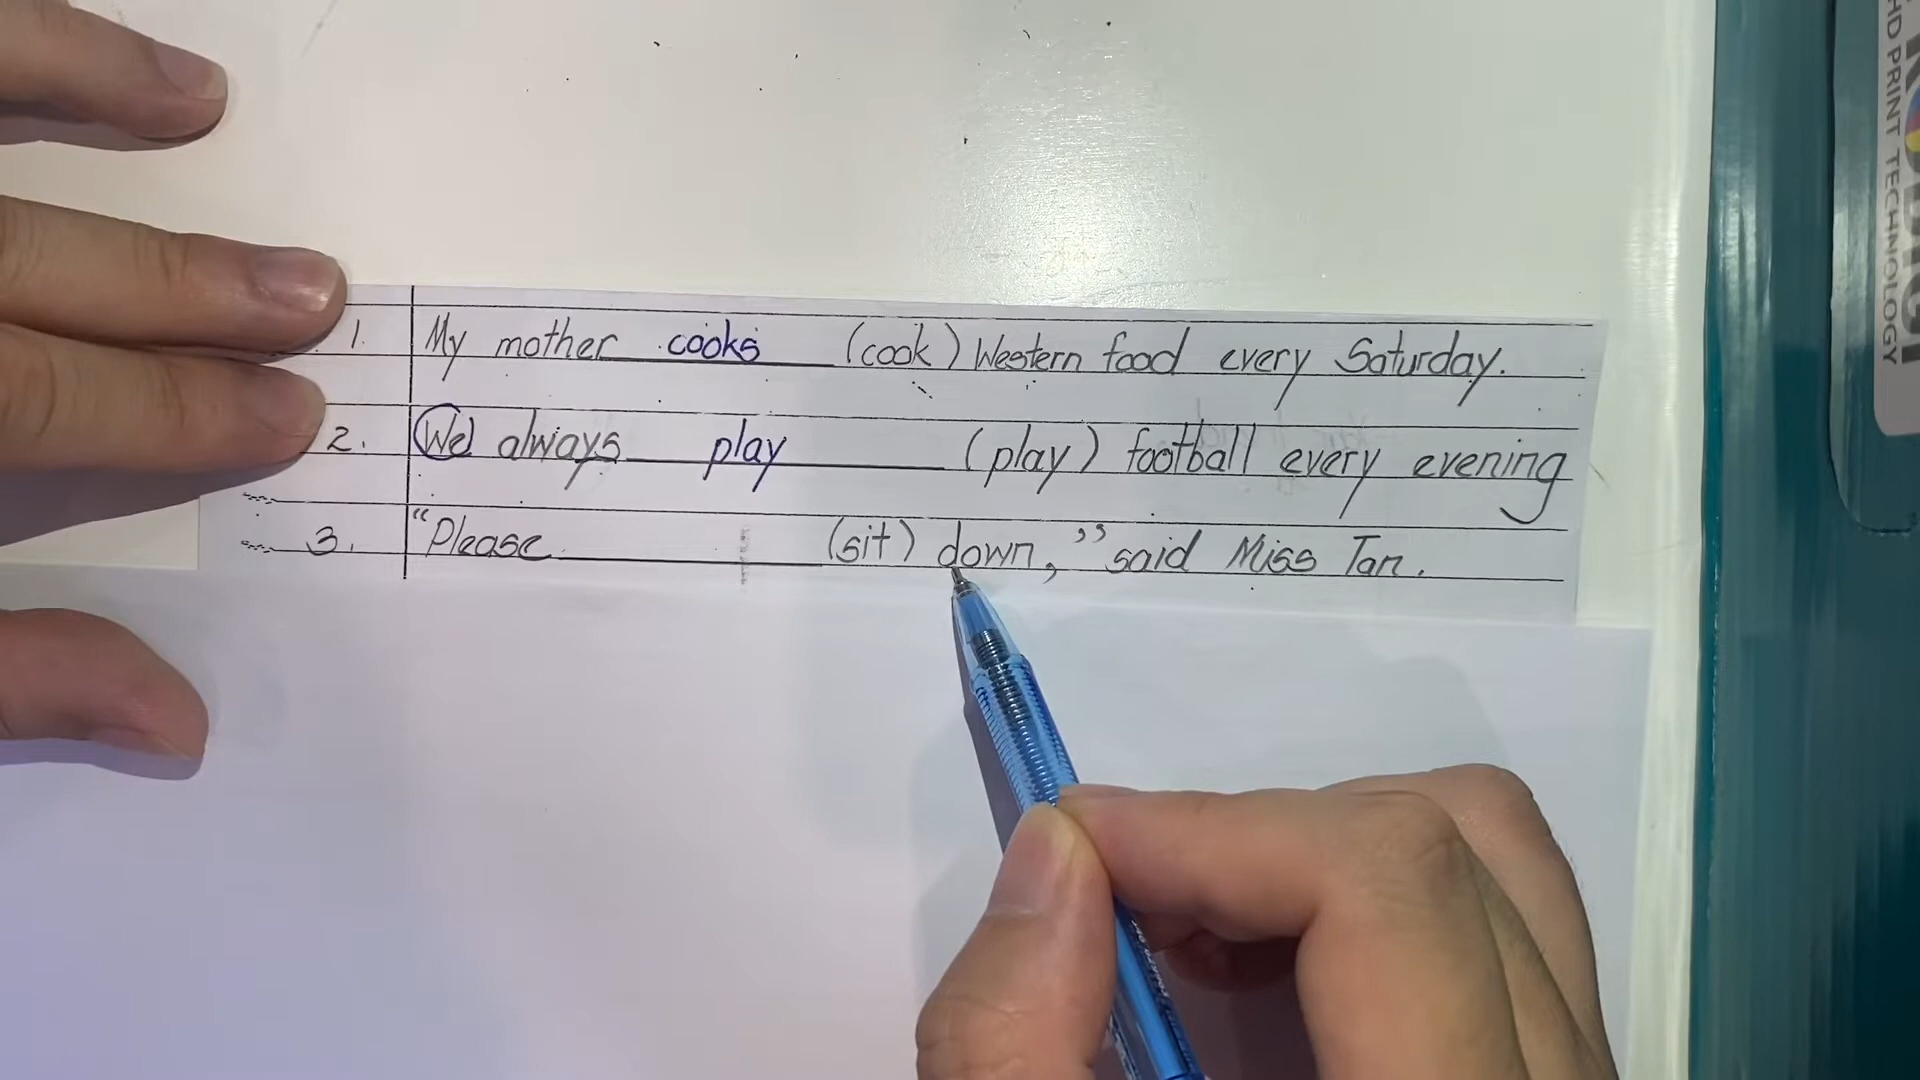 1. My mother cooks (cook) Western food every Saturday.
2. We always play (play) football every evening
3. "Please (sit) down," said Miss Tan.
HD PRINT TECHNOLOGY